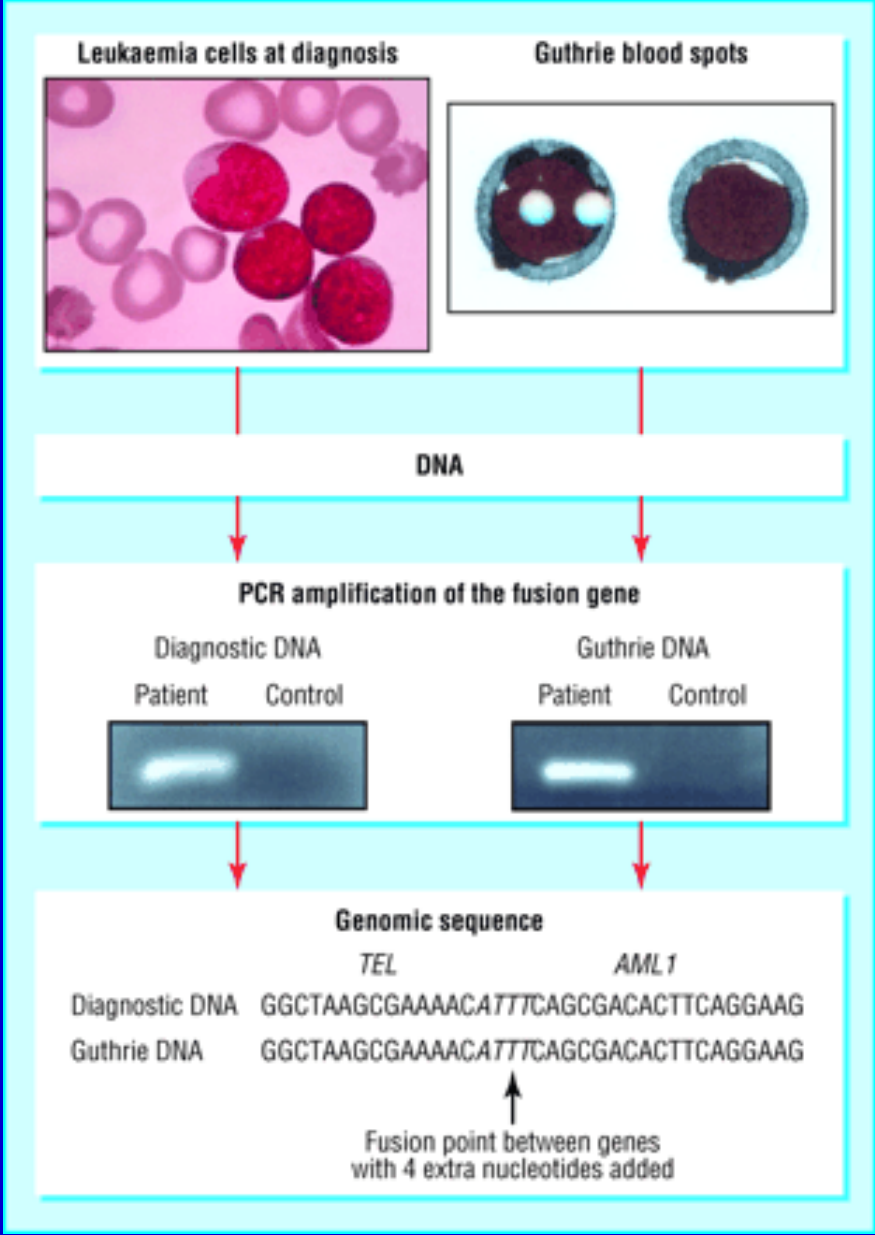 Leukaemia cells at diagnosis
Guthrie blood spots
DNA
PCR amplification of the fusion gene
Diagnostic DNA
Guthrie DNA
Patient Control
Patient Control
Genomic sequence
TEL AML1
Diagnostic DNA GGCTAAGCGAAAACATTTCAGCGACACTTCAGGAAG
Guthrie DNA GGCTAAGCGAAAACATTTCAGCGACACTTCAGGAAG
Fusion point between genes
with 4 extra nucleotides added